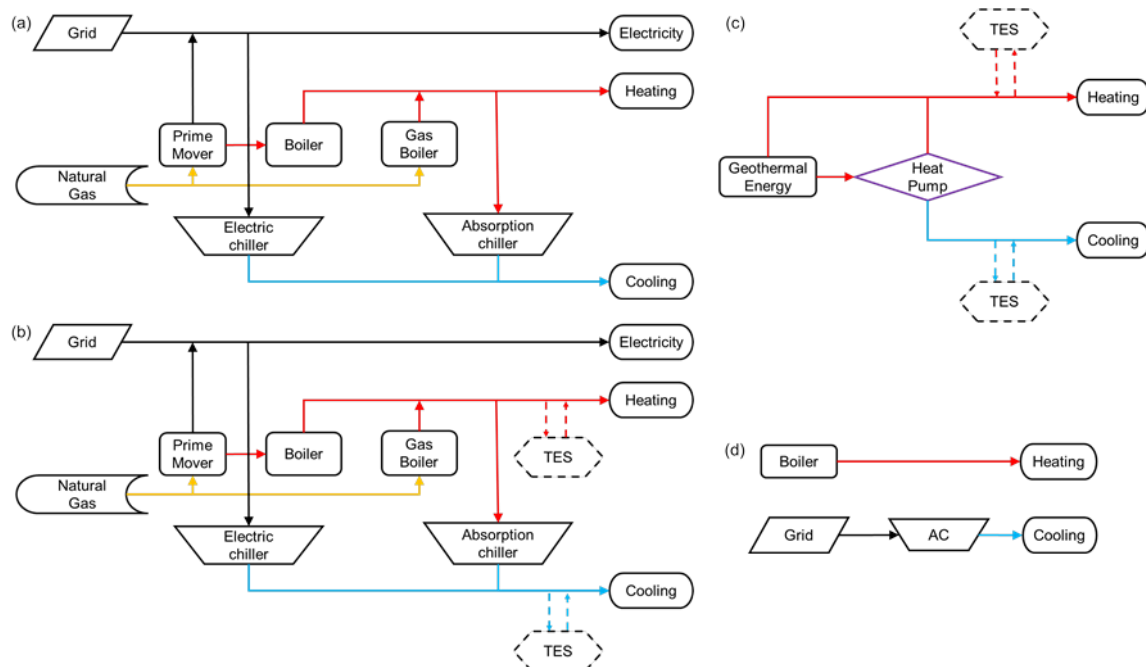 (a)
Grid
Electricity
Heating
Prime
Mover
Boiler
Gas
Boiler
Natural
Gas
Electric
chiller
Absorption
chiller
Cooling
(b)
Grid
Electricity
Heating
Prime
Mover
Boiler
Gas
Boiler
TES
Natural
Gas
Electric
chiller
Absorption
chiller
Cooling
TES
(c)
TES
Heating
Geothermal
Energy
Heat
Pump
Cooling
TES
(d)
Boiler
Heating
Grid
AC
Cooling